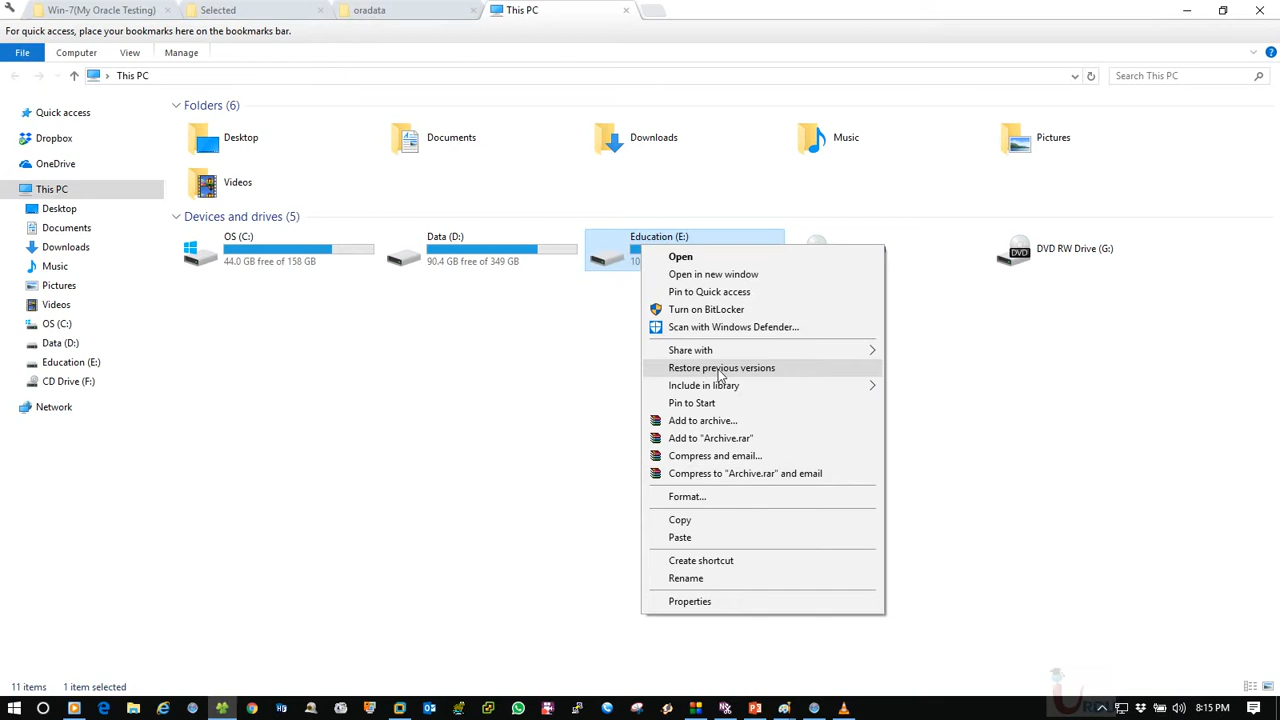 Win-7(My Oracle Testing)
Selected
oradata
This PC
For quick access, place your bookmarks here on the bookmarks bar.
File
Computer
View
Manage
This PC
Search This PC
Quick access
Dropbox
OneDrive
This PC
Desktop
Documents
Downloads
Music
Pictures
Videos
OS (C:)
Data (D:)
Education (E:)
CD Drive (F:)
Network
Folders (6)
Desktop
Documents
Downloads
Music
Pictures
Videos
Devices and drives (5)
OS (C:)
44.0 GB free of 158 GB
Data (D:)
90.4 GB free of 349 GB
Education (E:)
10
DVD
DVD RW Drive (G:)
Open
Open in new window
Pin to Quick access
Turn on BitLocker
Scan with Windows Defender...
Share with
Restore previous versions
Include in library
Pin to Start
Add to archive...
Add to "Archive.rar"
Compress and email...
Compress to "Archive.rar" and email
Format...
Copy
Paste
Create shortcut
Rename
Properties
11 items
1 item selected
8:15 PM